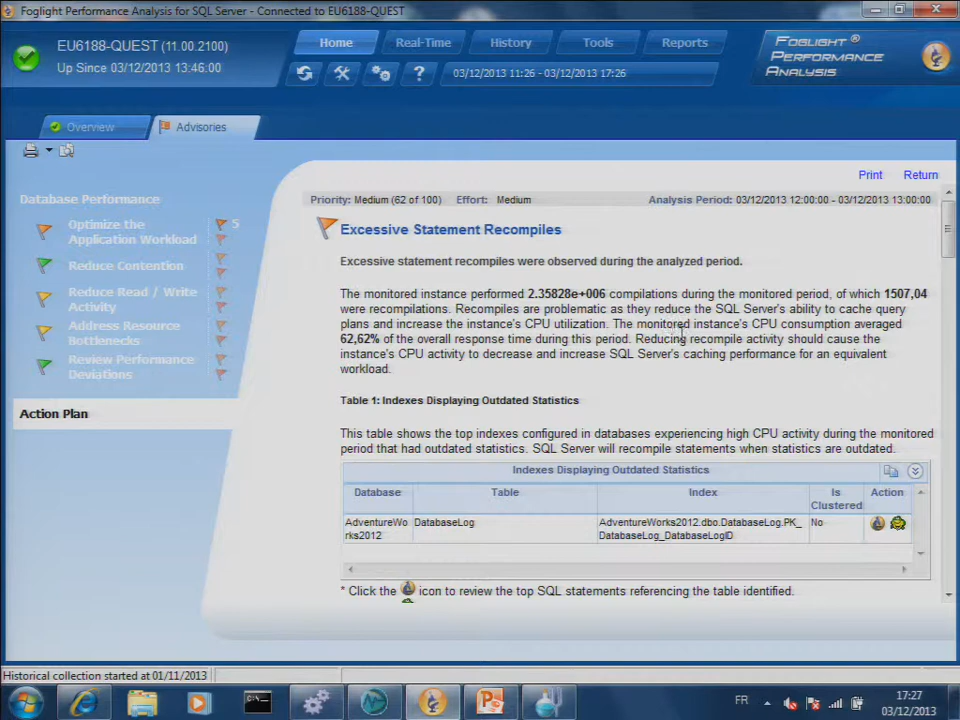 Foglight Performance Analysis for SQL Server - Connected to EU6188-QUEST
EU6188-QUEST (11.00.2100)
Up Since 03/12/2013 13:46:00
Home
Real-Time
History
Tools
Reports
03/12/2013 11:26 - 03/12/2013 17:26
FOGLIGHT®
PERFORMANCE
ANALYSIS
Overview
Advisories
Print
Return
Database Performance
Optimize the
Application Workload
5
Reduce Contention
Reduce Read / Write
Activity
Address Resource
Bottlenecks
Review Performance
Deviations
Action Plan
Priority: Medium (62 of 100) Effort: Medium Analysis Period: 03/12/2013 12:00:00 - 03/12/2013 13:00:00
Excessive Statement Recompiles
Excessive statement recompiles were observed during the analyzed period.
The monitored instance performed 2.35828e+006 compilations during the monitored period, of which 1507,04
were recompilations. Recompiles are problematic as they reduce the SQL Server's ability to cache query
plans and increase the instance's CPU utilization. The monitored instance's CPU consumption averaged
62,62% of the overall response time during this period. Reducing recompile activity should cause the
instance's CPU activity to decrease and increase SQL Server's caching performance for an equivalent
workload.
Table 1: Indexes Displaying Outdated Statistics
This table shows the top indexes configured in databases experiencing high CPU activity during the monitored
period that had outdated statistics. SQL Server will recompile statements when statistics are outdated.
Indexes Displaying Outdated Statistics
Database Table Index Is Clustered Action
AdventureWo DatabaseLog AdventureWorks2012.dbo.DatabaseLog.PK_ No
rks2012 DatabaseLog_DatabaseLogID
* Click the icon to review the top SQL statements referencing the table identified.
Historical collection started at 01/11/2013
FR
17:27
03/12/2013